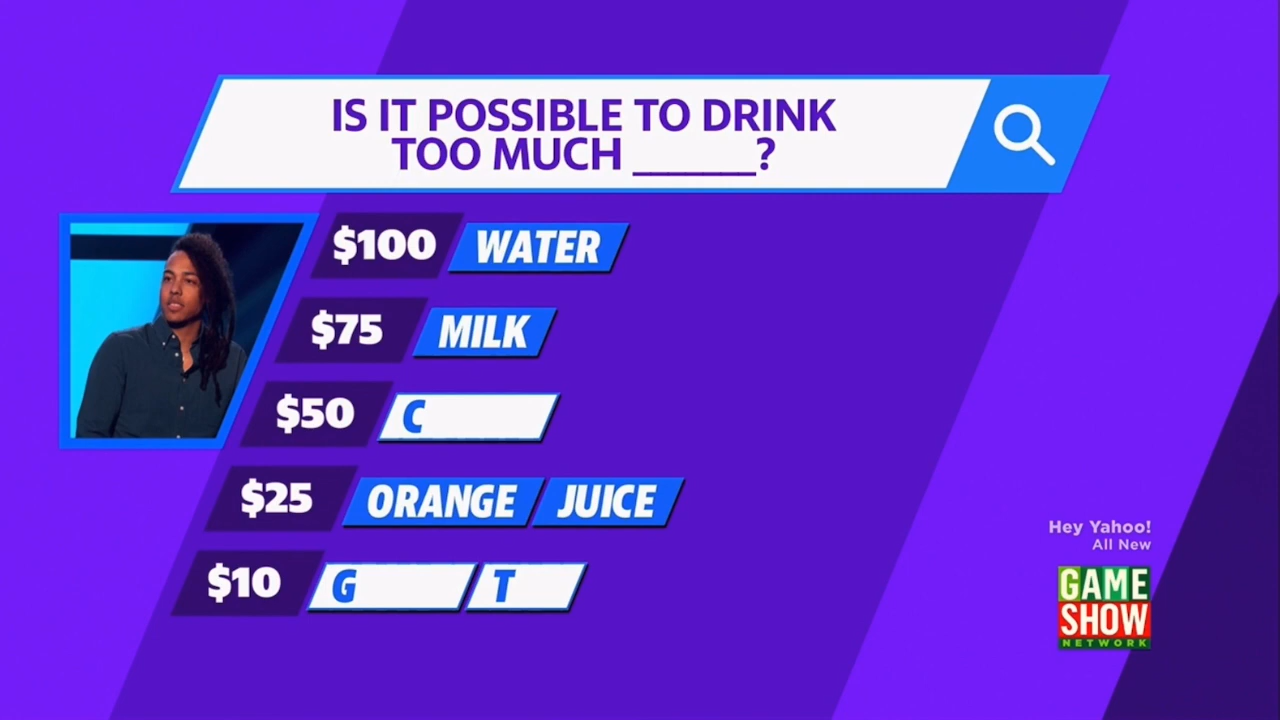 IS IT POSSIBLE TO DRINK
TOO MUCH ______?
$100 WATER
$75 MILK
$50 C
$25 ORANGE JUICE
$10 G T
Hey Yahoo!
All New
GAME
SHOW
NETWORK